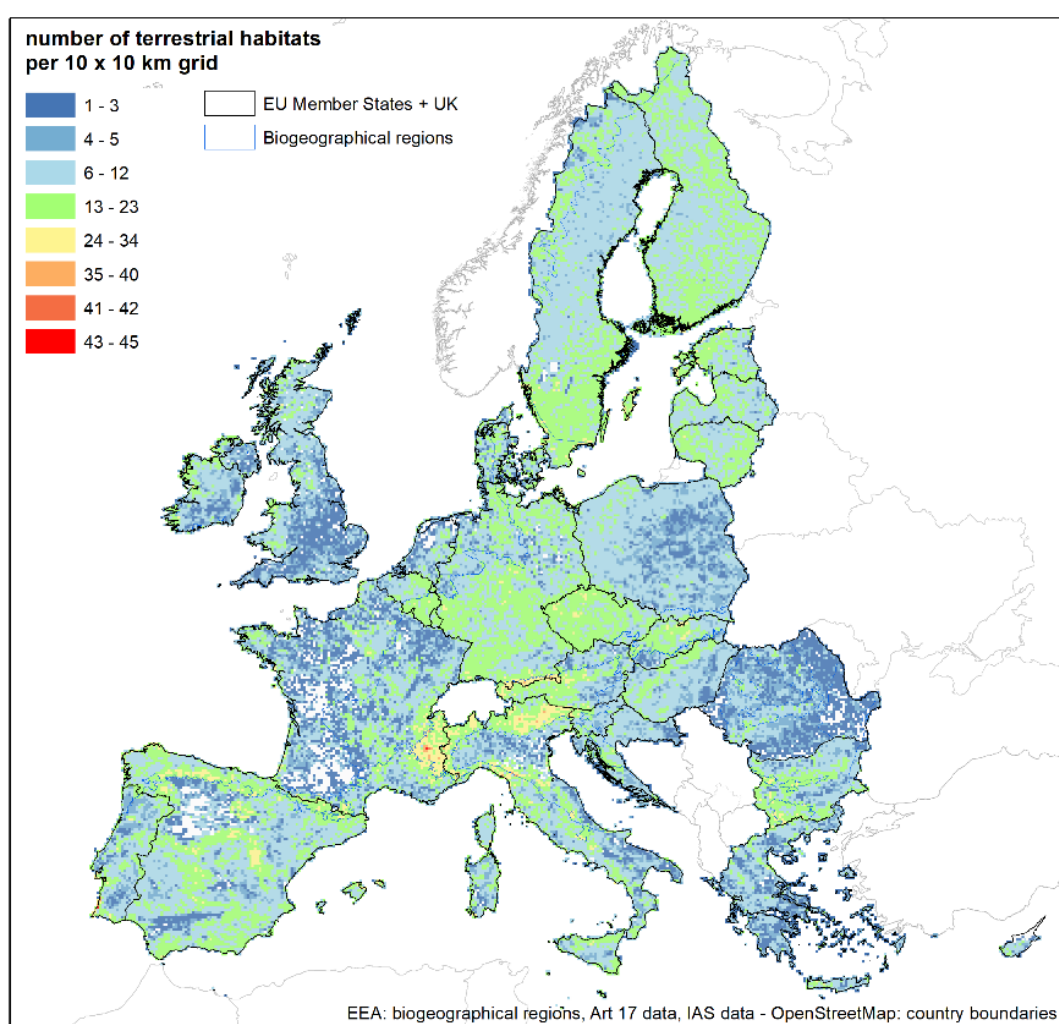 number of terrestrial habitats
per 10 x 10 km grid
1 - 3
4 - 5
6 - 12
13 - 23
24 - 34
35 - 40
41 - 42
43 - 45
EU Member States + UK
Biogeographical regions
EEA: biogeographical regions, Art 17 data, IAS data - OpenStreetMap: country boundaries